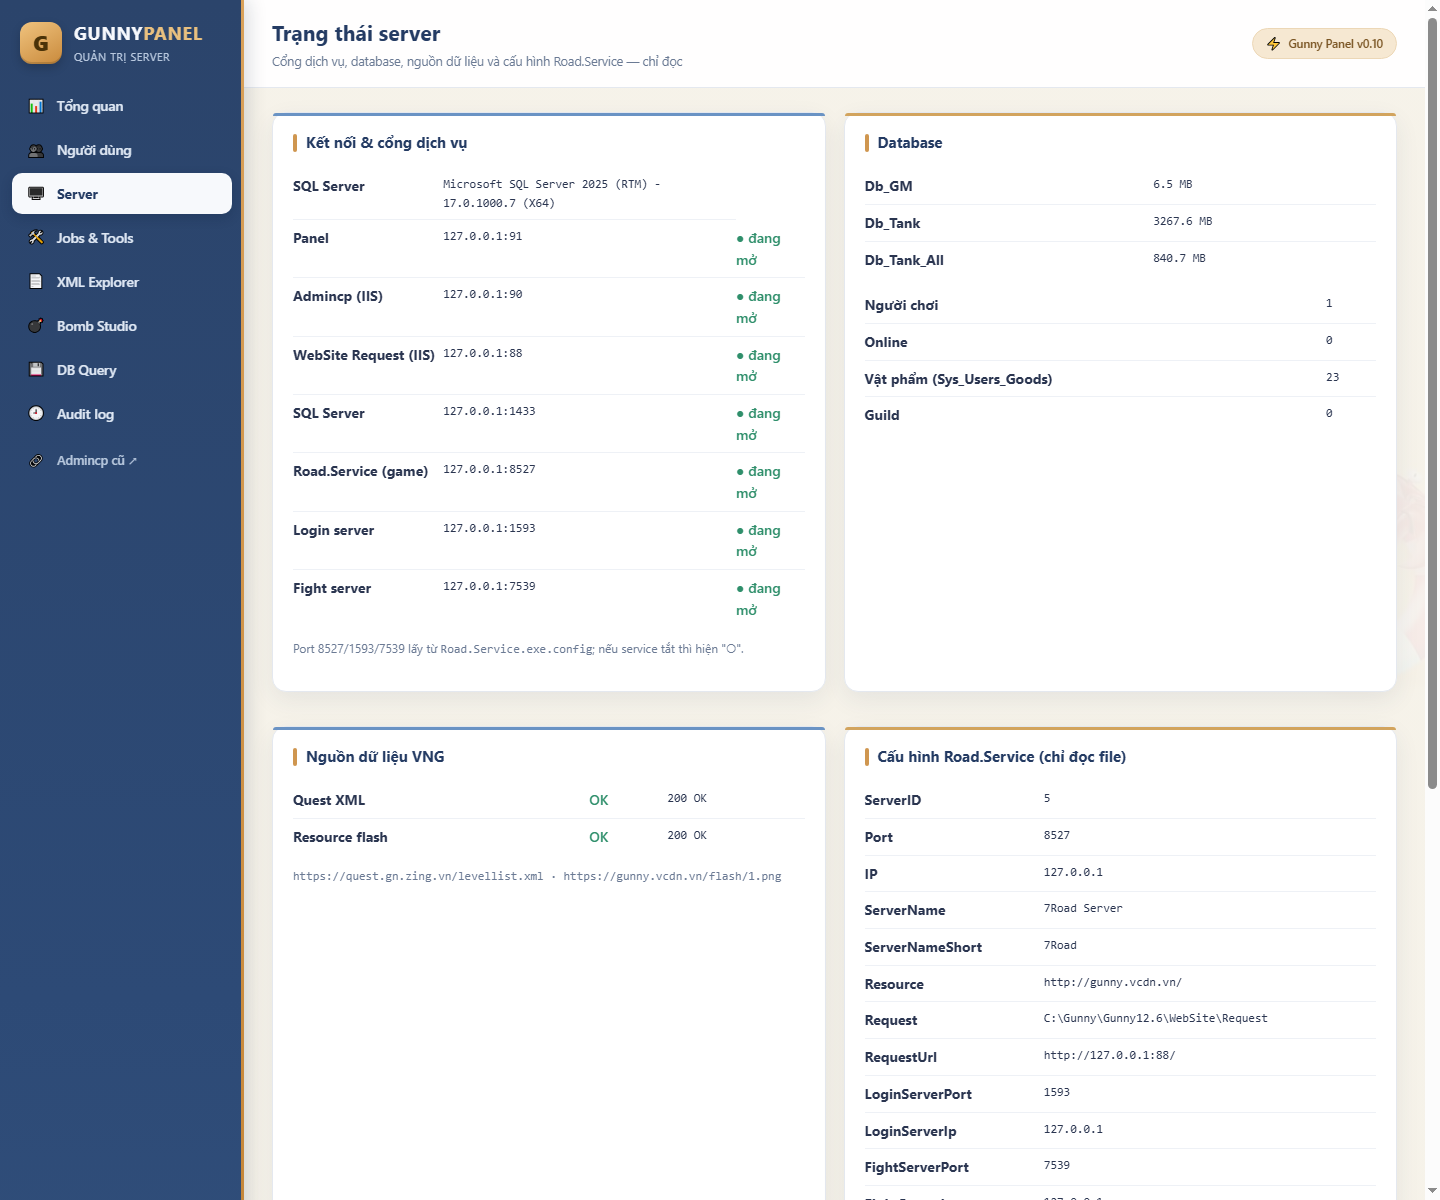 G
GUNNYPANEL
QUẢN TRỊ SERVER
Tổng quan
Người dùng
Server
Jobs & Tools
XML Explorer
Bomb Studio
DB Query
Audit log
Admincp cũ ↗
Trạng thái server
Cổng dịch vụ, database, nguồn dữ liệu và cấu hình Road.Service — chỉ đọc
Gunny Panel v0.10
Kết nối & cổng dịch vụ
SQL Server
Microsoft SQL Server 2025 (RTM) -
17.0.1000.7 (X64)
Panel 127.0.0.1:91 ● đang
mở
Admincp (IIS) 127.0.0.1:90 ● đang
mở
WebSite Request (IIS) 127.0.0.1:88 ● đang
mở
SQL Server 127.0.0.1:1433 ● đang
mở
Road.Service (game) 127.0.0.1:8527 ● đang
mở
Login server 127.0.0.1:1593 ● đang
mở
Fight server 127.0.0.1:7539 ● đang
mở
Port 8527/1593/7539 lấy từ Road.Service.exe.config; nếu service tắt thì hiện "○".
Database
Db_GM 6.5 MB
Db_Tank 3267.6 MB
Db_Tank_All 840.7 MB
Người chơi 1
Online 0
Vật phẩm (Sys_Users_Goods) 23
Guild 0
Nguồn dữ liệu VNG
Quest XML OK 200 OK
Resource flash OK 200 OK
https://quest.gn.zing.vn/levellist.xml · https://gunny.vcdn.vn/flash/1.png
Cấu hình Road.Service (chỉ đọc file)
ServerID 5
Port 8527
IP 127.0.0.1
ServerName 7Road Server
ServerNameShort 7Road
Resource http://gunny.vcdn.vn/
Request C:\Gunny\Gunny12.6\WebSite\Request
RequestUrl http://127.0.0.1:88/
LoginServerPort 1593
LoginServerIp 127.0.0.1
FightServerPort 7539